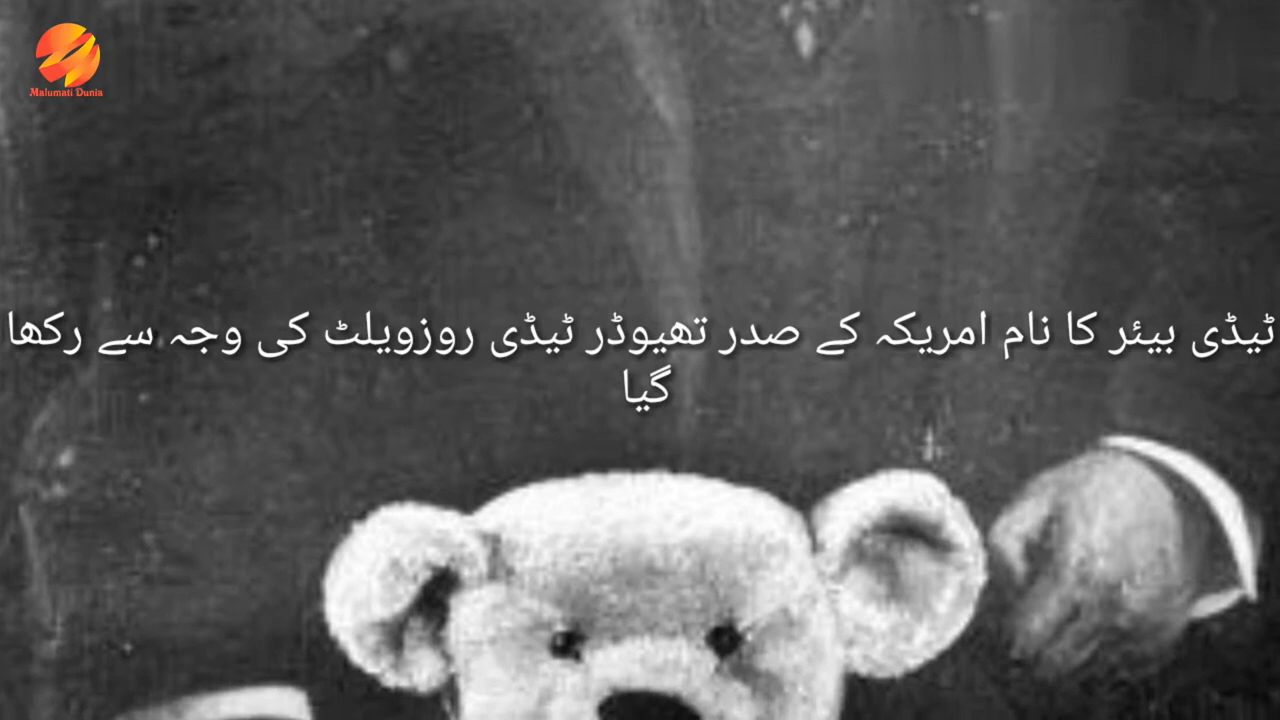 Malumati Dunia
ٹیڈی بیئر کا نام امریکہ کے صدر تھیوڈر ٹیڈی روزویلٹ کی وجہ سے رکھا
گیا